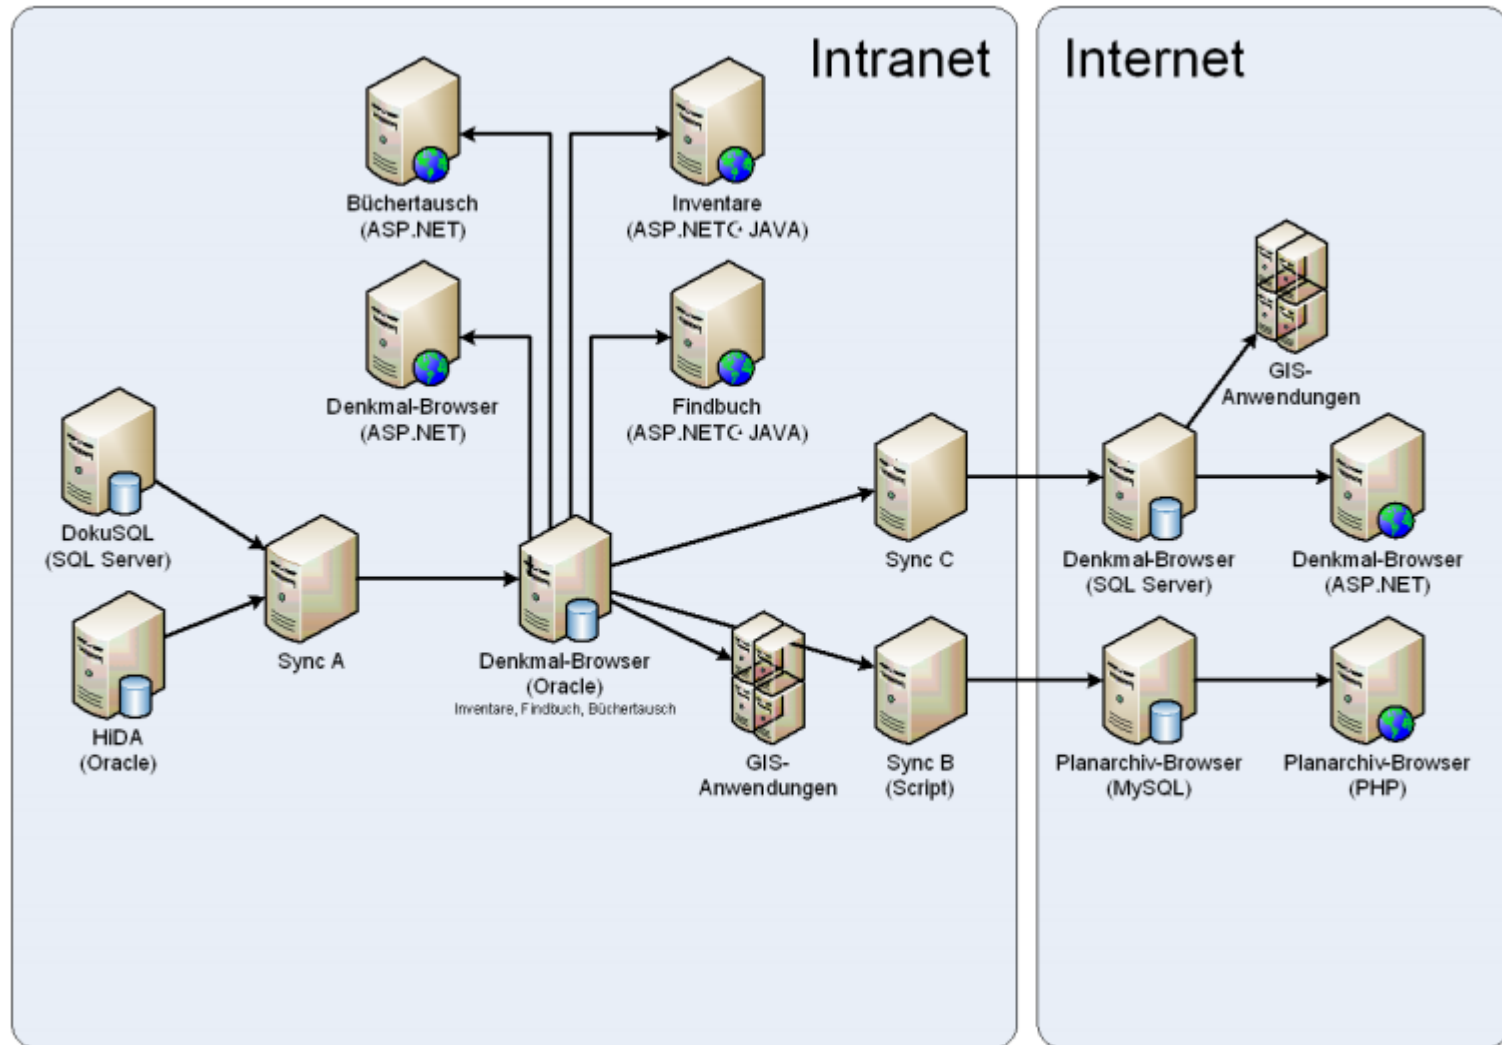 Intranet
Internet
Büchertausch
(ASP.NET)
Inventare
(ASP.NET JAVA)
Denkmal-Browser
(ASP.NET)
Findbuch
(ASP.NET JAVA)
GIS-
Anwendungen
DokuSQL
(SQL Server)
Sync A
HiDA
(Oracle)
Denkmal-Browser
(Oracle)
Inventare, Findbuch, Büchertausch
Sync C
GIS-
Anwendungen
Sync B
(Script)
Denkmal-Browser
(SQL Server)
Denkmal-Browser
(ASP.NET)
Planarchiv-Browser
(MySQL)
Planarchiv-Browser
(PHP)